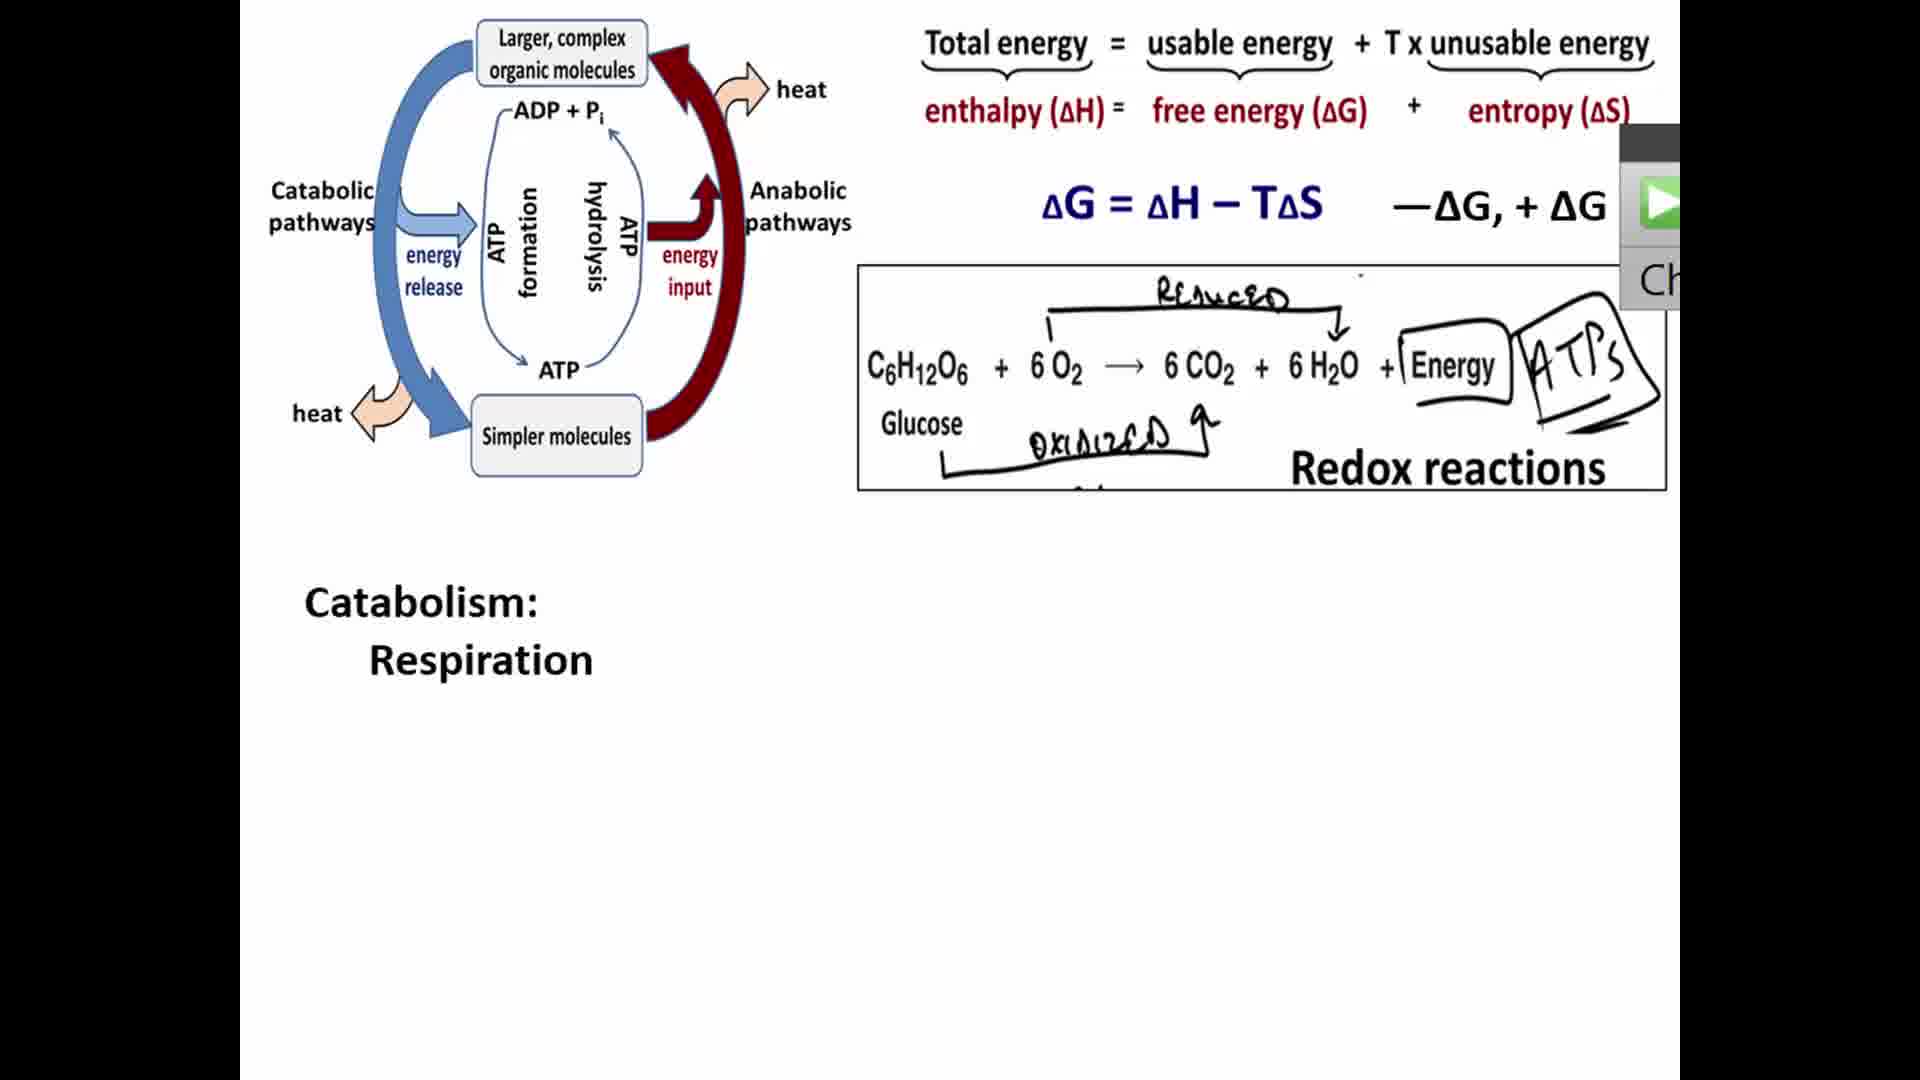 Larger, complex
organic molecules
ADP + Pi
heat
Catabolic
pathways
energy
release
ATP
formation
hydrolysis
ATP
energy
input
Anabolic
pathways
ATP
heat
Simpler molecules
Total energy = usable energy + T x unusable energy
enthalpy (ΔH) = free energy (ΔG) + entropy (ΔS)
ΔG = ΔH – TΔS
—ΔG, + ΔG
Ch
REDUCED
C6H12O6 + 6 O2 → 6 CO2 + 6 H2O + Energy ATPs
Glucose
OXIDIZED
Redox reactions
Catabolism:
Respiration